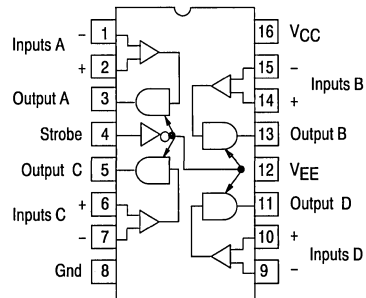 Inputs A
− 1
+ 2
Output A 3
Strobe 4
Output C 5
Inputs C
+ 6
− 7
Gnd 8
16 VCC
15 −
Inputs B
14 +
13 Output B
12 VEE
11 Output D
10 +
Inputs D
9 −